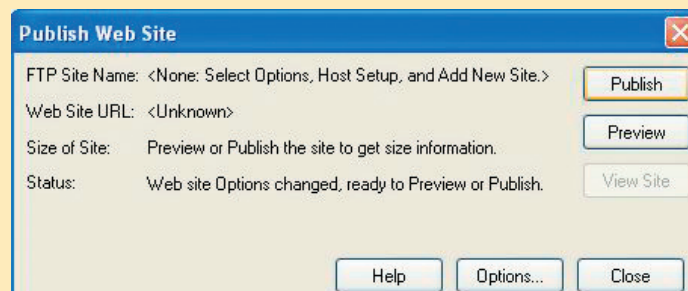 Publish Web Site
FTP Site Name: <None: Select Options, Host Setup, and Add New Site.>
Publish
Web Site URL: <Unknown>
Preview
Size of Site: Preview or Publish the site to get size information.
Status: Web site Options changed, ready to Preview or Publish.
View Site
Help Options... Close